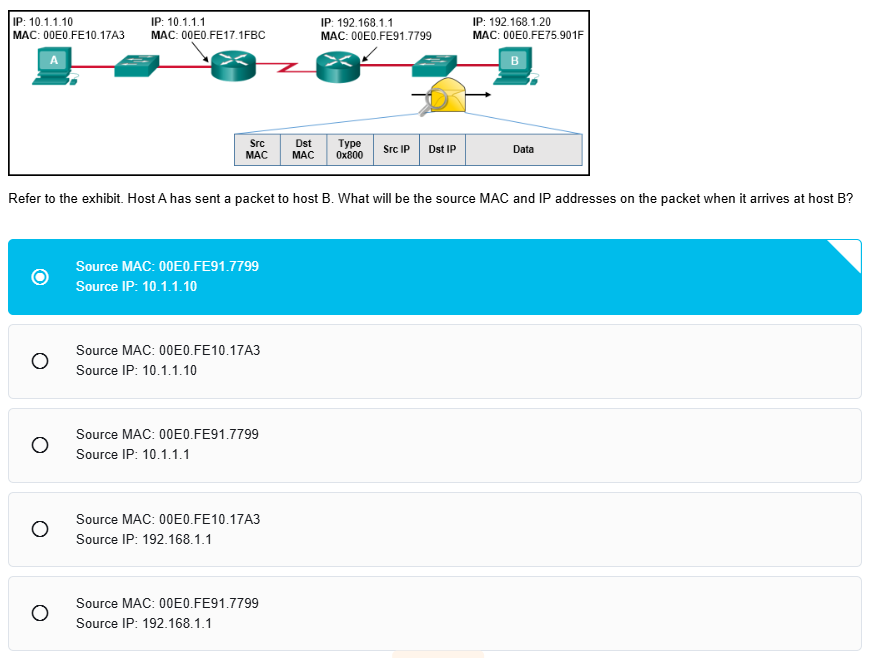 IP: 10.1.1.10 IP: 10.1.1.1 IP: 192.168.1.1 IP: 192.168.1.20
MAC: 00E0.FE10.17A3 MAC: 00E0.FE17.1FBC MAC: 00E0.FE91.7799 MAC: 00E0.FE75.901F
A B
Src MAC
Dst MAC
Type 0x800
Src IP
Dst IP
Data
Refer to the exhibit. Host A has sent a packet to host B. What will be the source MAC and IP addresses on the packet when it arrives at host B?
Source MAC: 00E0.FE91.7799
Source IP: 10.1.1.10
Source MAC: 00E0.FE10.17A3
Source IP: 10.1.1.10
Source MAC: 00E0.FE91.7799
Source IP: 10.1.1.1
Source MAC: 00E0.FE10.17A3
Source IP: 192.168.1.1
Source MAC: 00E0.FE91.7799
Source IP: 192.168.1.1